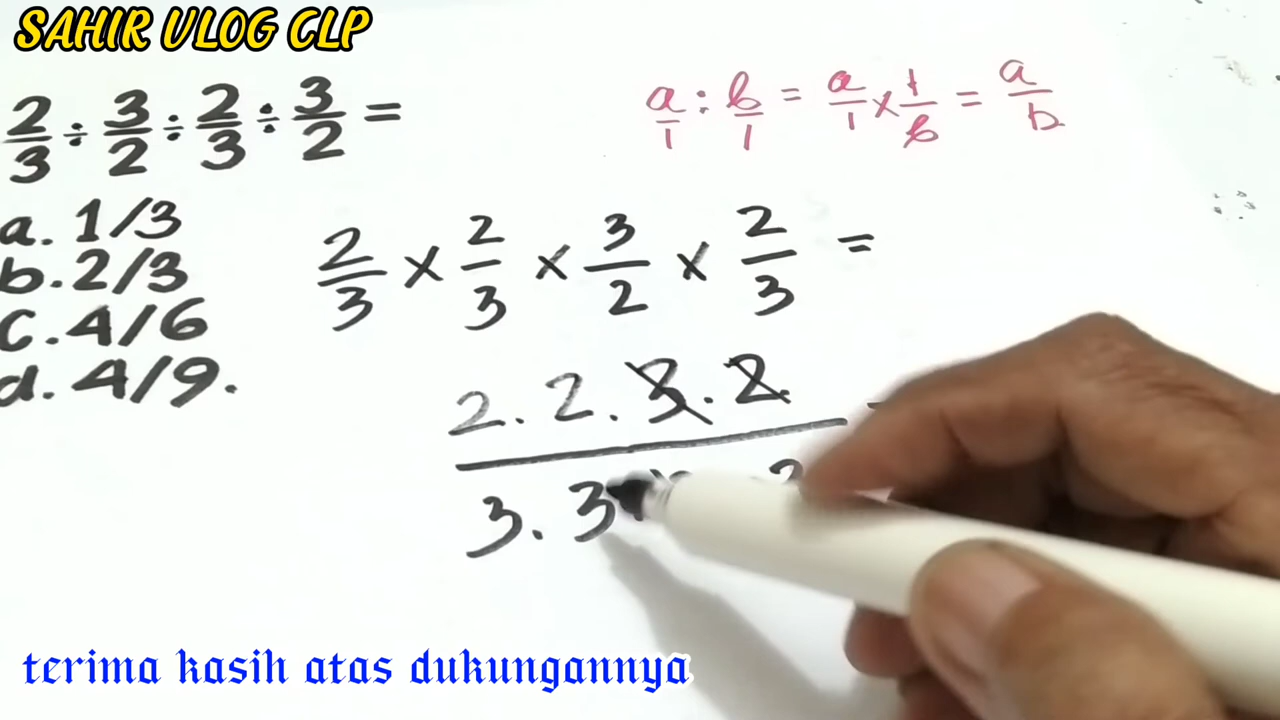 SAHIR VLOG CLP
2/3 ÷ 3/2 ÷ 2/3 ÷ 3/2 =
a/1 : b/1 = a/1 × 1/b = a/b
a. 1/3
b. 2/3
c. 4/6
d. 4/9.
2/3 × 2/3 × 3/2 × 2/3 =
2 . 2 . 3 . 2
3 . 3
terima kasih atas dukungannya